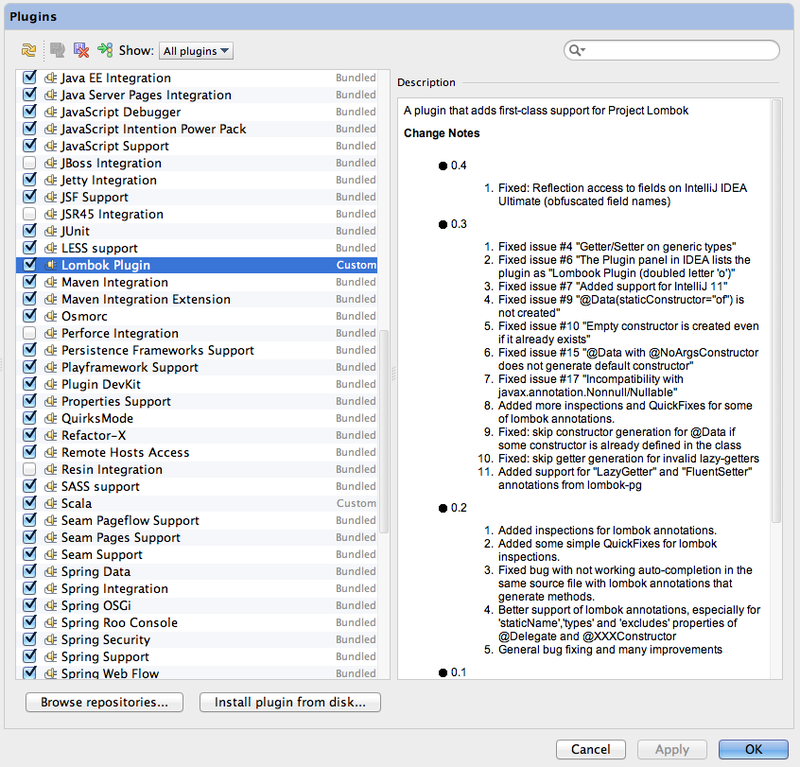 Plugins
Show: All plugins
Java EE Integration Bundled
Java Server Pages Integration Bundled
JavaScript Debugger Bundled
JavaScript Intention Power Pack Bundled
JavaScript Support Bundled
JBoss Integration Bundled
Jetty Integration Bundled
JSF Support Bundled
JSR45 Integration Bundled
JUnit Bundled
LESS support Bundled
Lombok Plugin Custom
Maven Integration Bundled
Maven Integration Extension Bundled
Osmorc Bundled
Perforce Integration Bundled
Persistence Frameworks Support Bundled
Playframework Support Bundled
Plugin DevKit Bundled
Properties Support Bundled
QuirksMode Bundled
Refactor-X Bundled
Remote Hosts Access Bundled
Resin Integration Bundled
SASS support Bundled
Scala Custom
Seam Pageflow Support Bundled
Seam Pages Support Bundled
Seam Support Bundled
Spring Data Bundled
Spring Integration Bundled
Spring OSGi Bundled
Spring Roo Console Bundled
Spring Security Bundled
Spring Support Bundled
Spring Web Flow Bundled
Browse repositories... Install plugin from disk...
Description
A plugin that adds first-class support for Project Lombok
Change Notes
● 0.4
1. Fixed: Reflection access to fields on IntelliJ IDEA
Ultimate (obfuscated field names)
● 0.3
1. Fixed issue #4 "Getter/Setter on generic types"
2. Fixed issue #6 "The Plugin panel in IDEA lists the
plugin as "Lombook Plugin (doubled letter 'o')"
3. Fixed issue #7 "Added support for IntelliJ 11"
4. Fixed issue #9 "@Data(staticConstructor="of") is
not created"
5. Fixed issue #10 "Empty constructor is created even
if it already exists"
6. Fixed issue #15 "@Data with @NoArgsConstructor
does not generate default constructor"
7. Fixed issue #17 "Incompatibility with
javax.annotation.Nonnull/Nullable"
8. Added more inspections and QuickFixes for some
of lombok annotations.
9. Fixed: skip constructor generation for @Data if
some constructor is already defined in the class
10. Fixed: skip getter generation for invalid lazy-getters
11. Added support for "LazyGetter" and "FluentSetter"
annotations from lombok-pg
● 0.2
1. Added inspections for lombok annotations.
2. Added some simple QuickFixes for lombok
inspections.
3. Fixed bug with not working auto-completion in the
same source file with lombok annotations that
generate methods.
4. Better support of lombok annotations, especially for
'staticName','types' and 'excludes' properties of
@Delegate and @XXXConstructor
5. General bug fixing and many improvements
● 0.1
Cancel Apply OK